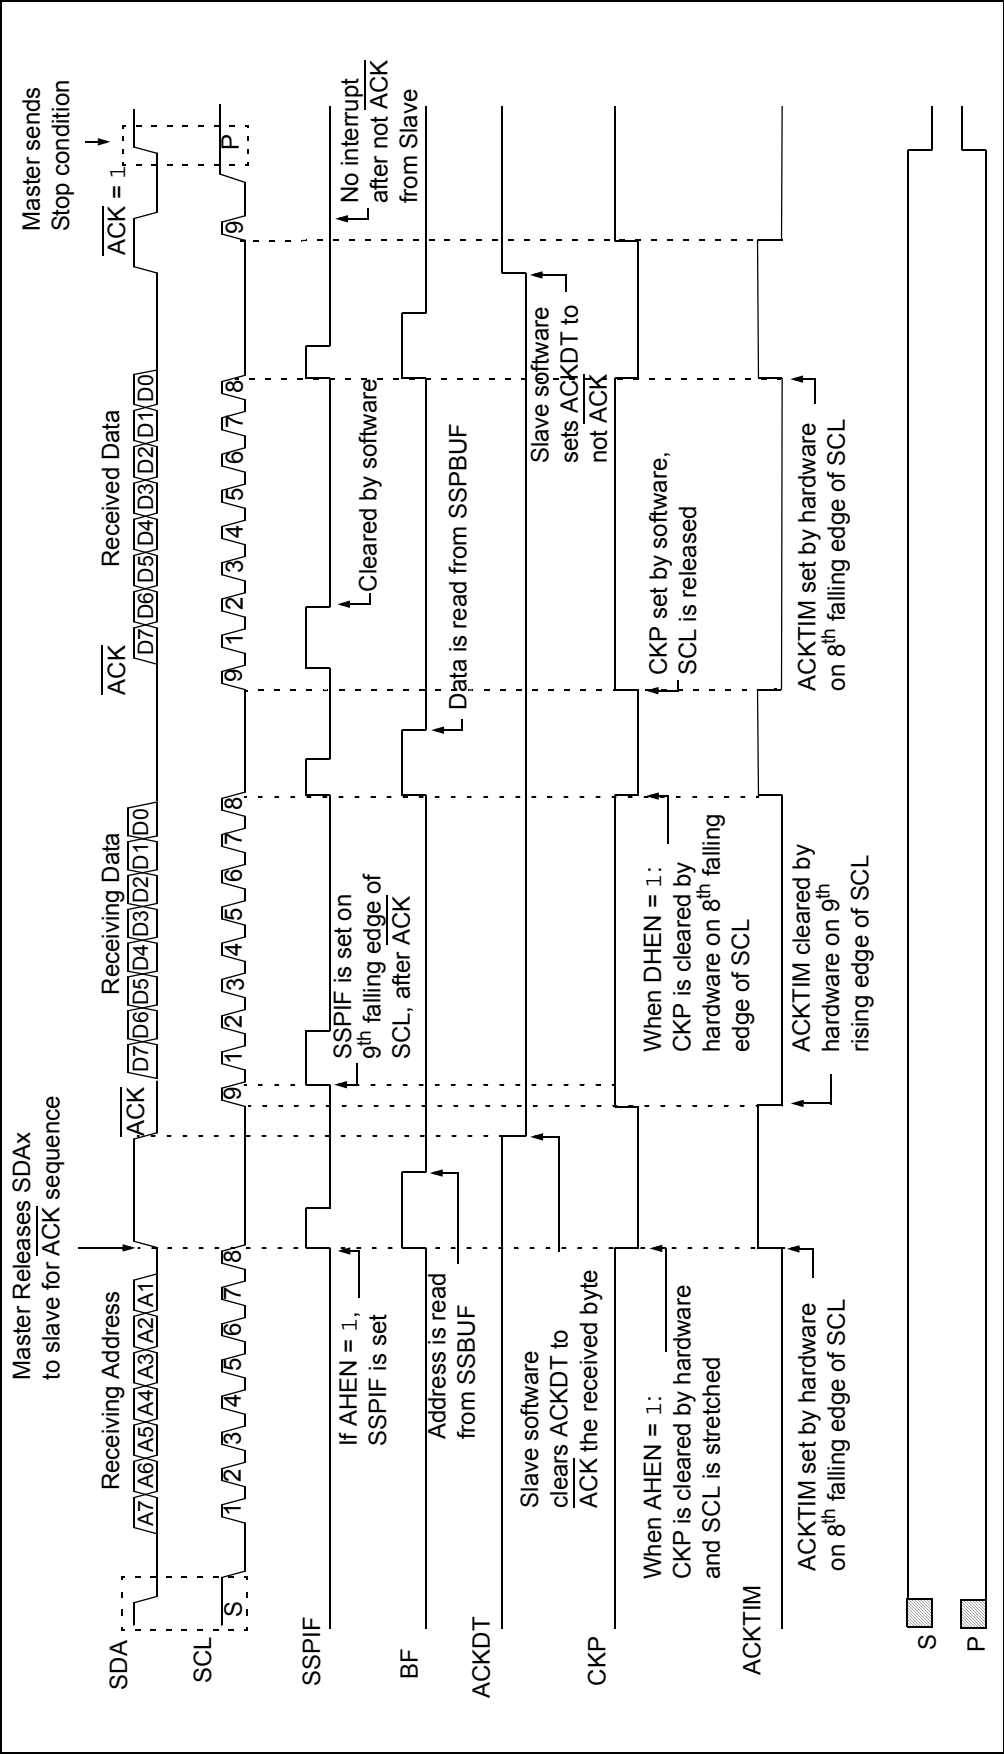 Master Releases SDAx
to slave for ACK sequence
Master sends
Stop condition
Receiving Address
Receiving Data
Received Data
ACK
ACK
ACK = 1
SDA
A7 A6 A5 A4 A3 A2 A1
D7 D6 D5 D4 D3 D2 D1 D0
D7 D6 D5 D4 D3 D2 D1 D0
SCL
S
1 2 3 4 5 6 7 8 9
1 2 3 4 5 6 7 8 9
1 2 3 4 5 6 7 8 9
P
SSPIF
If AHEN = 1,
SSPIF is set
SSPIF is set on
9th falling edge of
SCL, after ACK
Cleared by software
No interrupt
after not ACK
from Slave
BF
Address is read
from SSBUF
Data is read from SSPBUF
ACKDT
Slave software
clears ACKDT to
ACK the received byte
Slave software
sets ACKDT to
not ACK
CKP
When AHEN = 1:
CKP is cleared by hardware
and SCL is stretched
When DHEN = 1:
CKP is cleared by
hardware on 8th falling
edge of SCL
CKP set by software,
SCL is released
ACKTIM
ACKTIM set by hardware
on 8th falling edge of SCL
ACKTIM cleared by
hardware on 9th
rising edge of SCL
ACKTIM set by hardware
on 8th falling edge of SCL
S
P